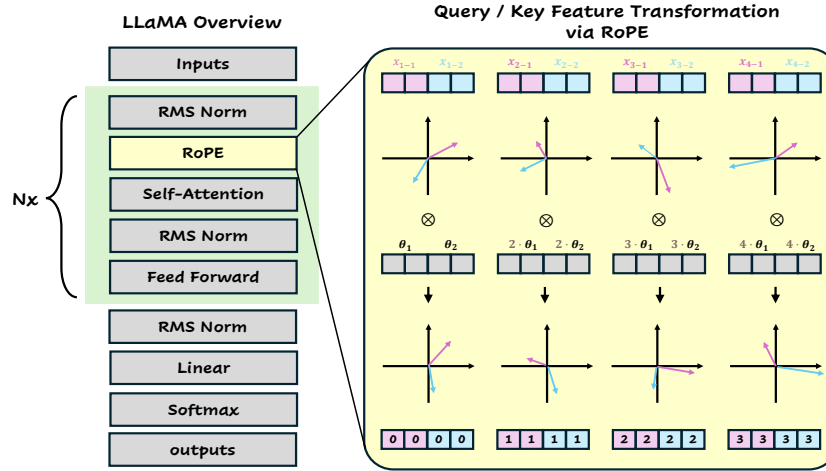 LLaMA Overview
Inputs
RMS Norm
RoPE
Self-Attention
RMS Norm
Feed Forward
Nx
RMS Norm
Linear
Softmax
outputs
Query / Key Feature Transformation
via RoPE
x₁₋₁ x₁₋₂ x₂₋₁ x₂₋₂ x₃₋₁ x₃₋₂ x₄₋₁ x₄₋₂
⊗ ⊗ ⊗ ⊗
θ₁ θ₂ 2·θ₁ 2·θ₂ 3·θ₁ 3·θ₂ 4·θ₁ 4·θ₂
0 0 0 0 1 1 1 1 2 2 2 2 3 3 3 3